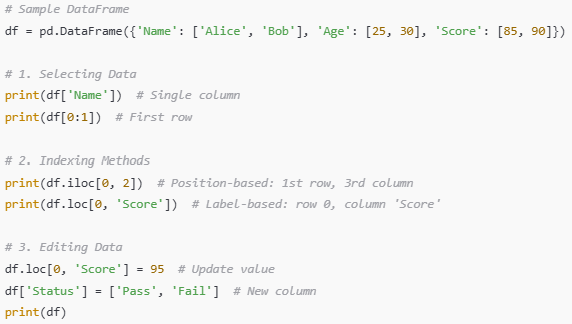 # Sample DataFrame
df = pd.DataFrame({'Name': ['Alice', 'Bob'], 'Age': [25, 30], 'Score': [85, 90]})
# 1. Selecting Data
print(df['Name'])  # Single column
print(df[0:1])  # First row
# 2. Indexing Methods
print(df.iloc[0, 2])  # Position-based: 1st row, 3rd column
print(df.loc[0, 'Score'])  # Label-based: row 0, column 'Score'
# 3. Editing Data
df.loc[0, 'Score'] = 95  # Update value
df['Status'] = ['Pass', 'Fail']  # New column
print(df)